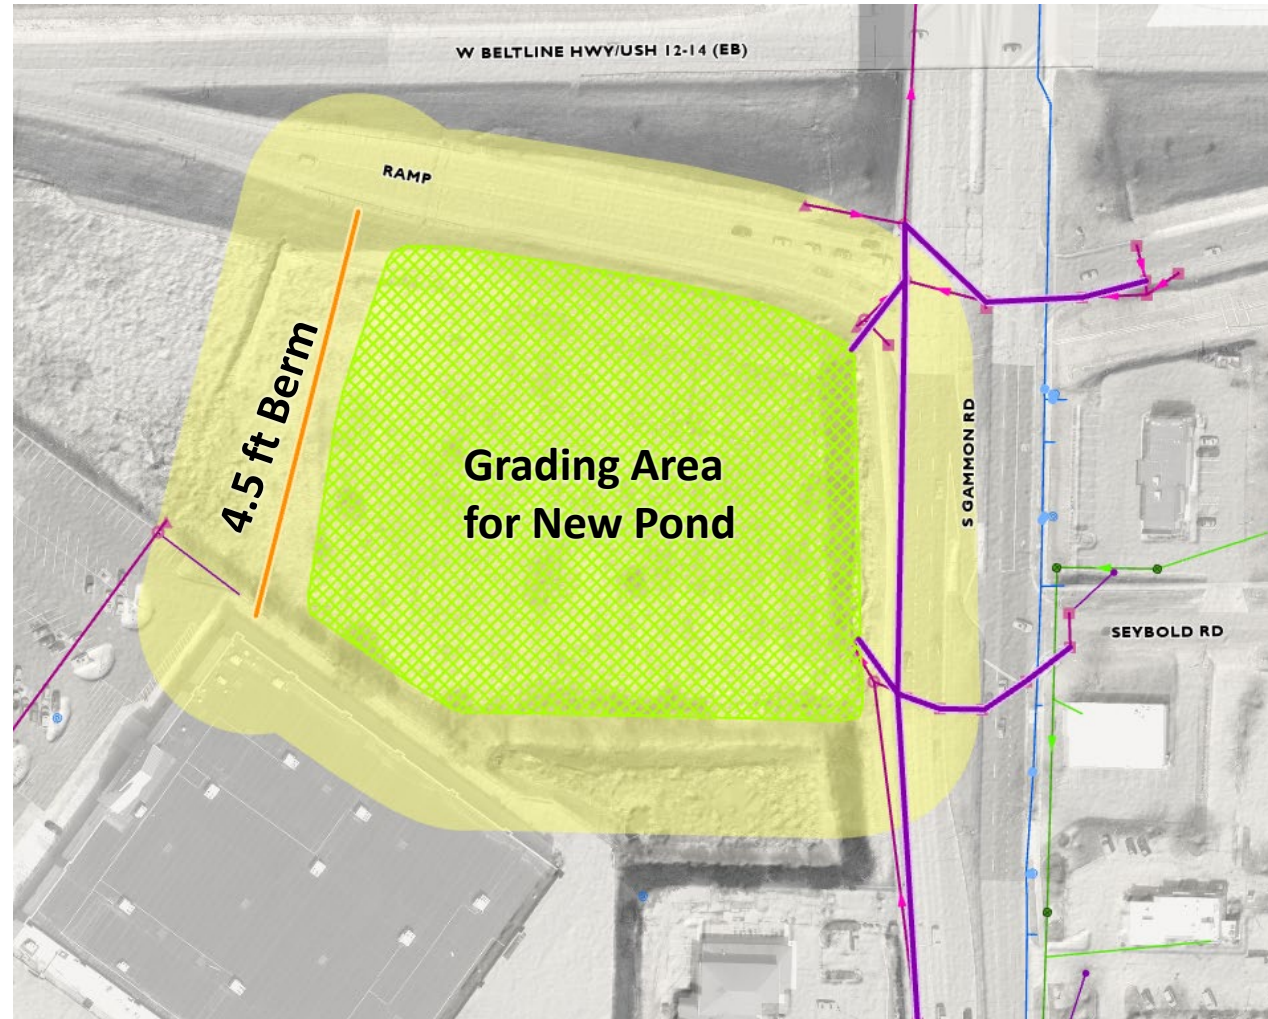 W BELTLINE HWY/USH 12-14 (EB)
RAMP
4.5 ft Berm
Grading Area
for New Pond
S GAMMON RD
SEYBOLD RD